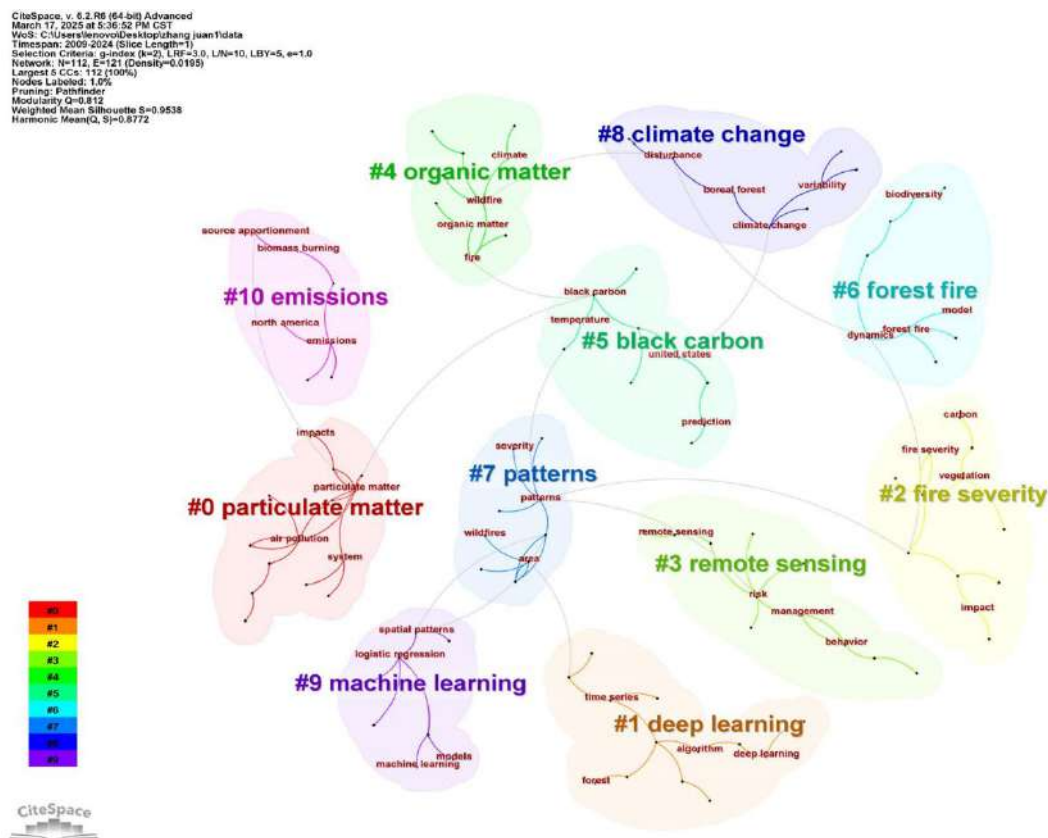 CiteSpace, v. 6.2.R6 (64-bit) Advanced
March 17, 2025 at 5:36:52 PM CST
WoS: C:\Users\lenovo\Desktop\zhang juan1\data
Timespan: 2009-2024 (Slice Length=1)
Selection Criteria: g-index (k=2), LRF=3.0, L/N=10, LBY=5, e=1.0
Network: N=112, E=121 (Density=0.0195)
Largest 5 CCs: 112 (100%)
Nodes Labeled: 1.0%
Pruning: Pathfinder
Modularity Q=0.812
Weighted Mean Silhouette S=0.9538
Harmonic Mean(Q, S)=0.8772
#8 climate change
climate
disturbance
#4 organic matter
boreal forest
variability
biodiversity
wildfire
organic matter
climate change
source apportionment
biomass burning
fire
#10 emissions
black carbon
#6 forest fire
model
north america
temperature
forest fire
dynamics
emissions
#5 black carbon
united states
carbon
prediction
impacts
severity
fire severity
#7 patterns
vegetation
particulate matter
patterns
#2 fire severity
#0 particulate matter
wildfires
remote sensing
air pollution
system
area
#3 remote sensing
risk
impact
management
spatial patterns
behavior
logistic regression
#9 machine learning
time series
#1 deep learning
algorithm
deep learning
models
machine learning
forest
#0
#1
#2
#3
#4
#5
#6
#7
#8
#9
CiteSpace